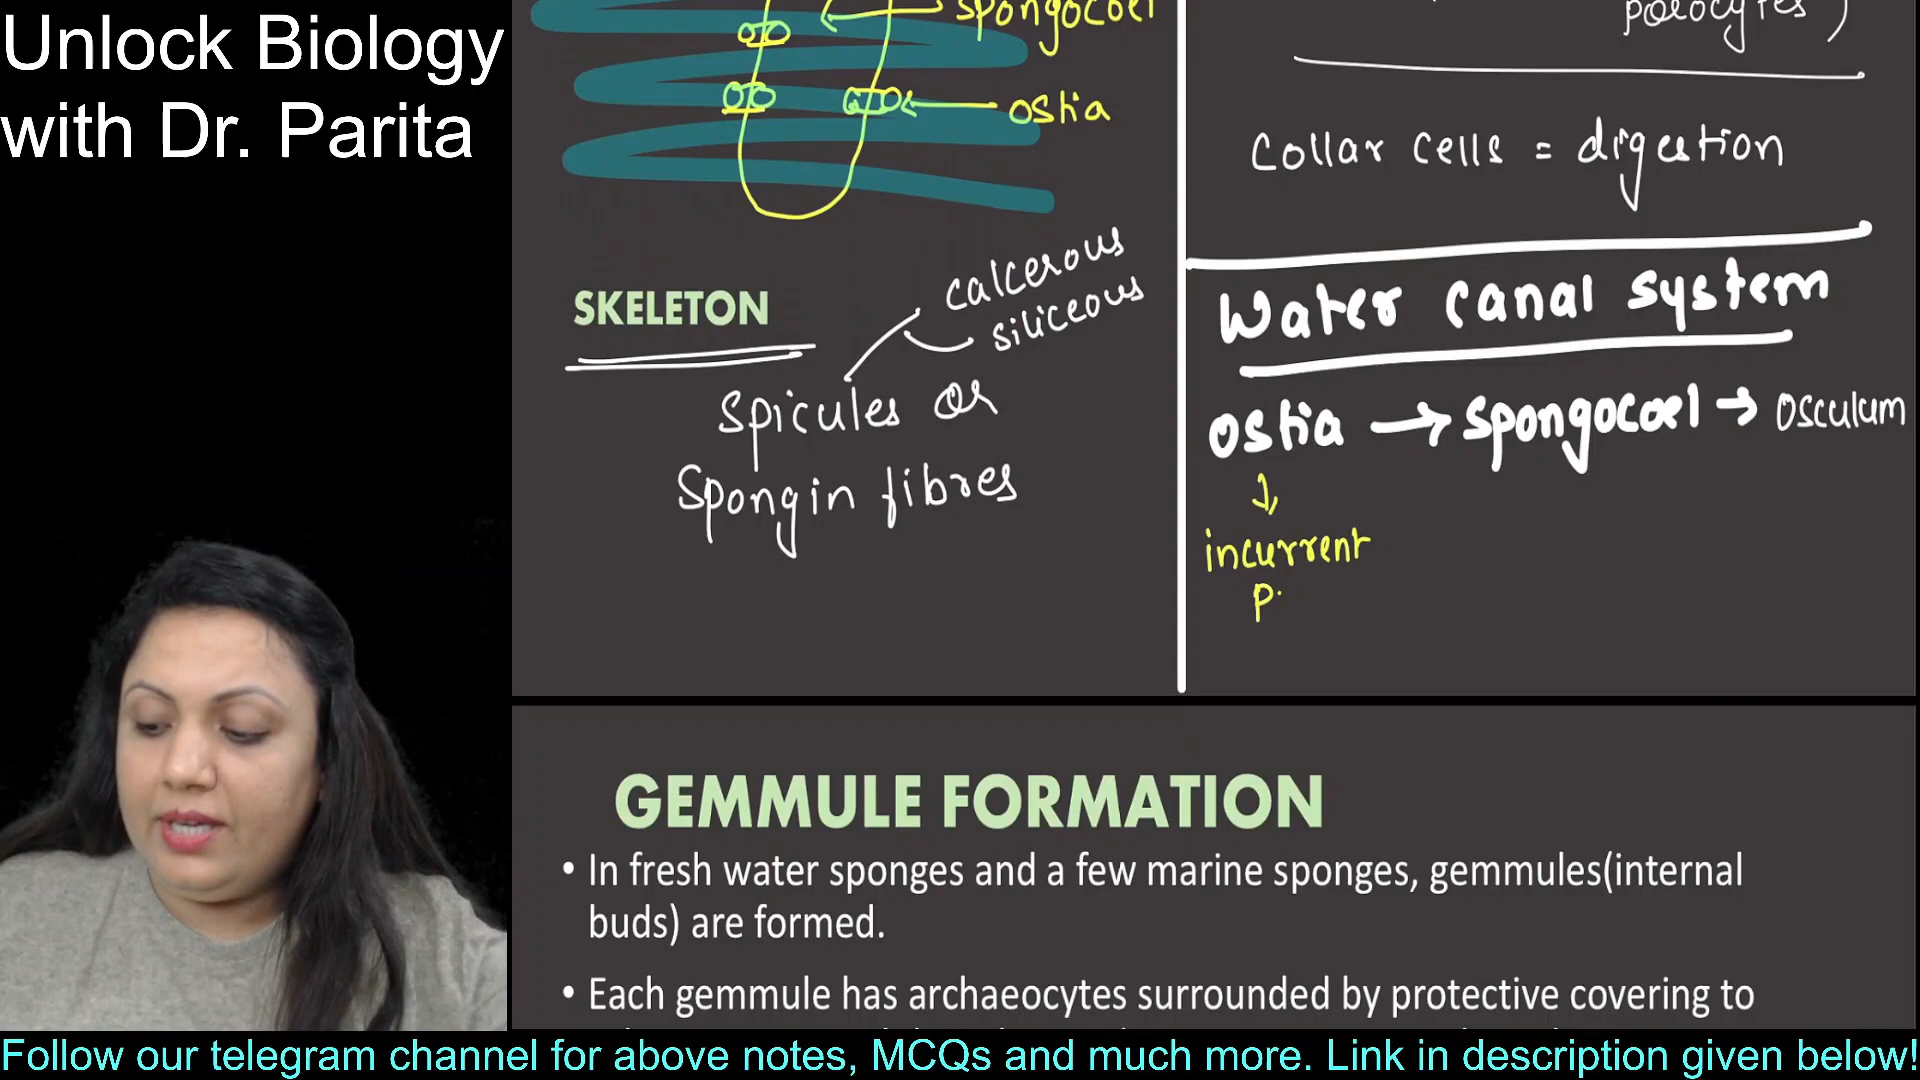 Unlock Biology
with Dr. Parita
spongocoel
ostia
porocytes )
Collar cells = digestion
SKELETON
calcerous
siliceous
Spicules or
Spongin fibres
Water canal system
Ostia → spongocoel → Osculum
incurrent
p
GEMMULE FORMATION
• In fresh water sponges and a few marine sponges, gemmules(internal
buds) are formed.
• Each gemmule has archaeocytes surrounded by protective covering to
Follow our telegram channel for above notes, MCQs and much more. Link in description given below!